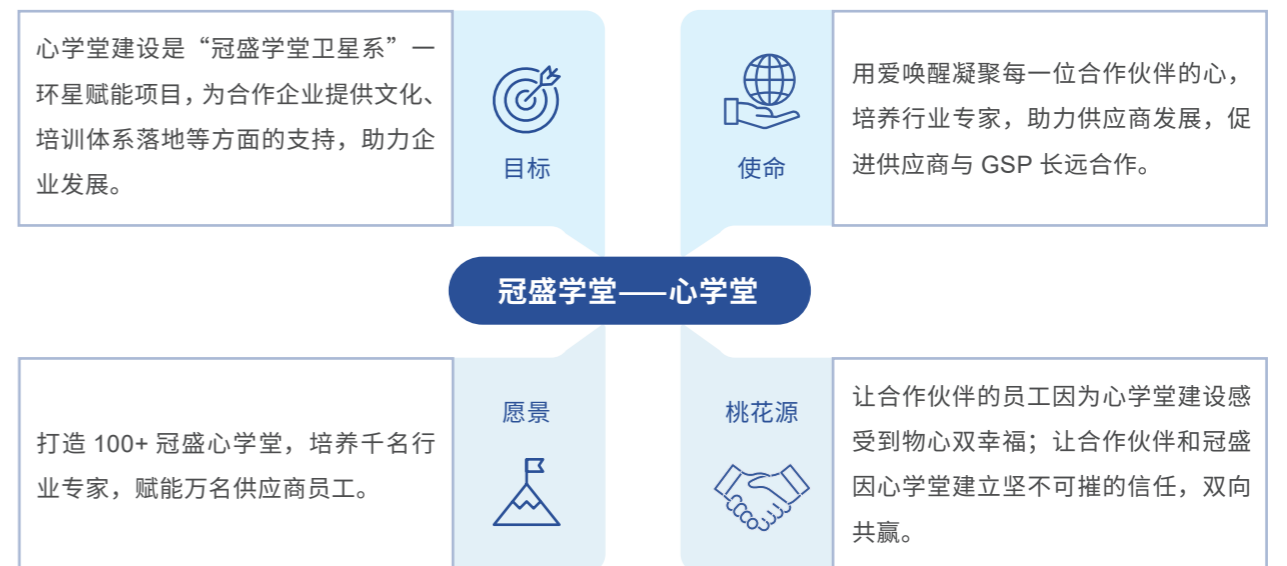 心学堂建设是“冠盛学堂卫星系”一
环星赋能项目，为合作企业提供文化、
培训体系落地等方面的支持，助力企
业发展。
目标
使命
用爱唤醒凝聚每一位合作伙伴的心，
培养行业专家，助力供应商发展，促
进供应商与 GSP 长远合作。
冠盛学堂——心学堂
打造 100+ 冠盛心学堂，培养千名行
业专家，赋能万名供应商员工。
愿景
桃花源
让合作伙伴的员工因为心学堂建设感
受到物心双幸福；让合作伙伴和冠盛
因心学堂建立坚不可摧的信任，双向
共赢。